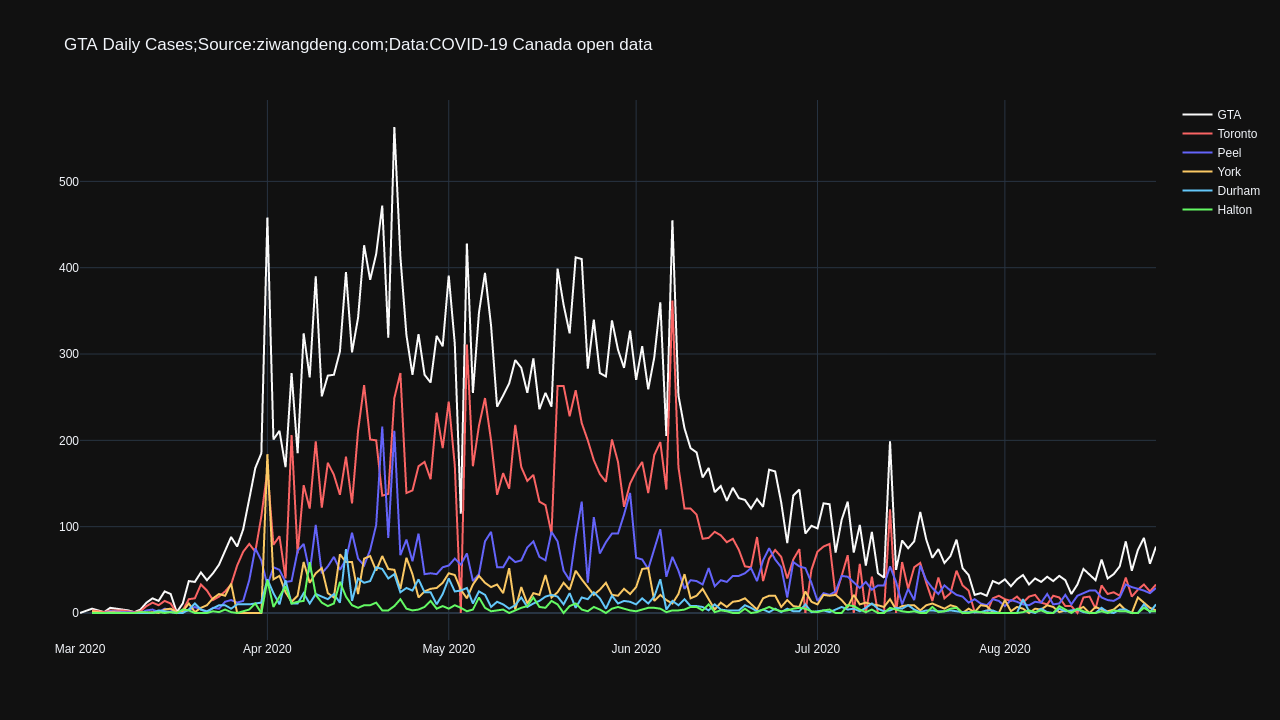 GTA Daily Cases;Source:ziwangdeng.com;Data:COVID-19 Canada open data
GTA
Toronto
Peel
York
Durham
Halton
500
400
300
200
100
0
Mar 2020 Apr 2020 May 2020 Jun 2020 Jul 2020 Aug 2020